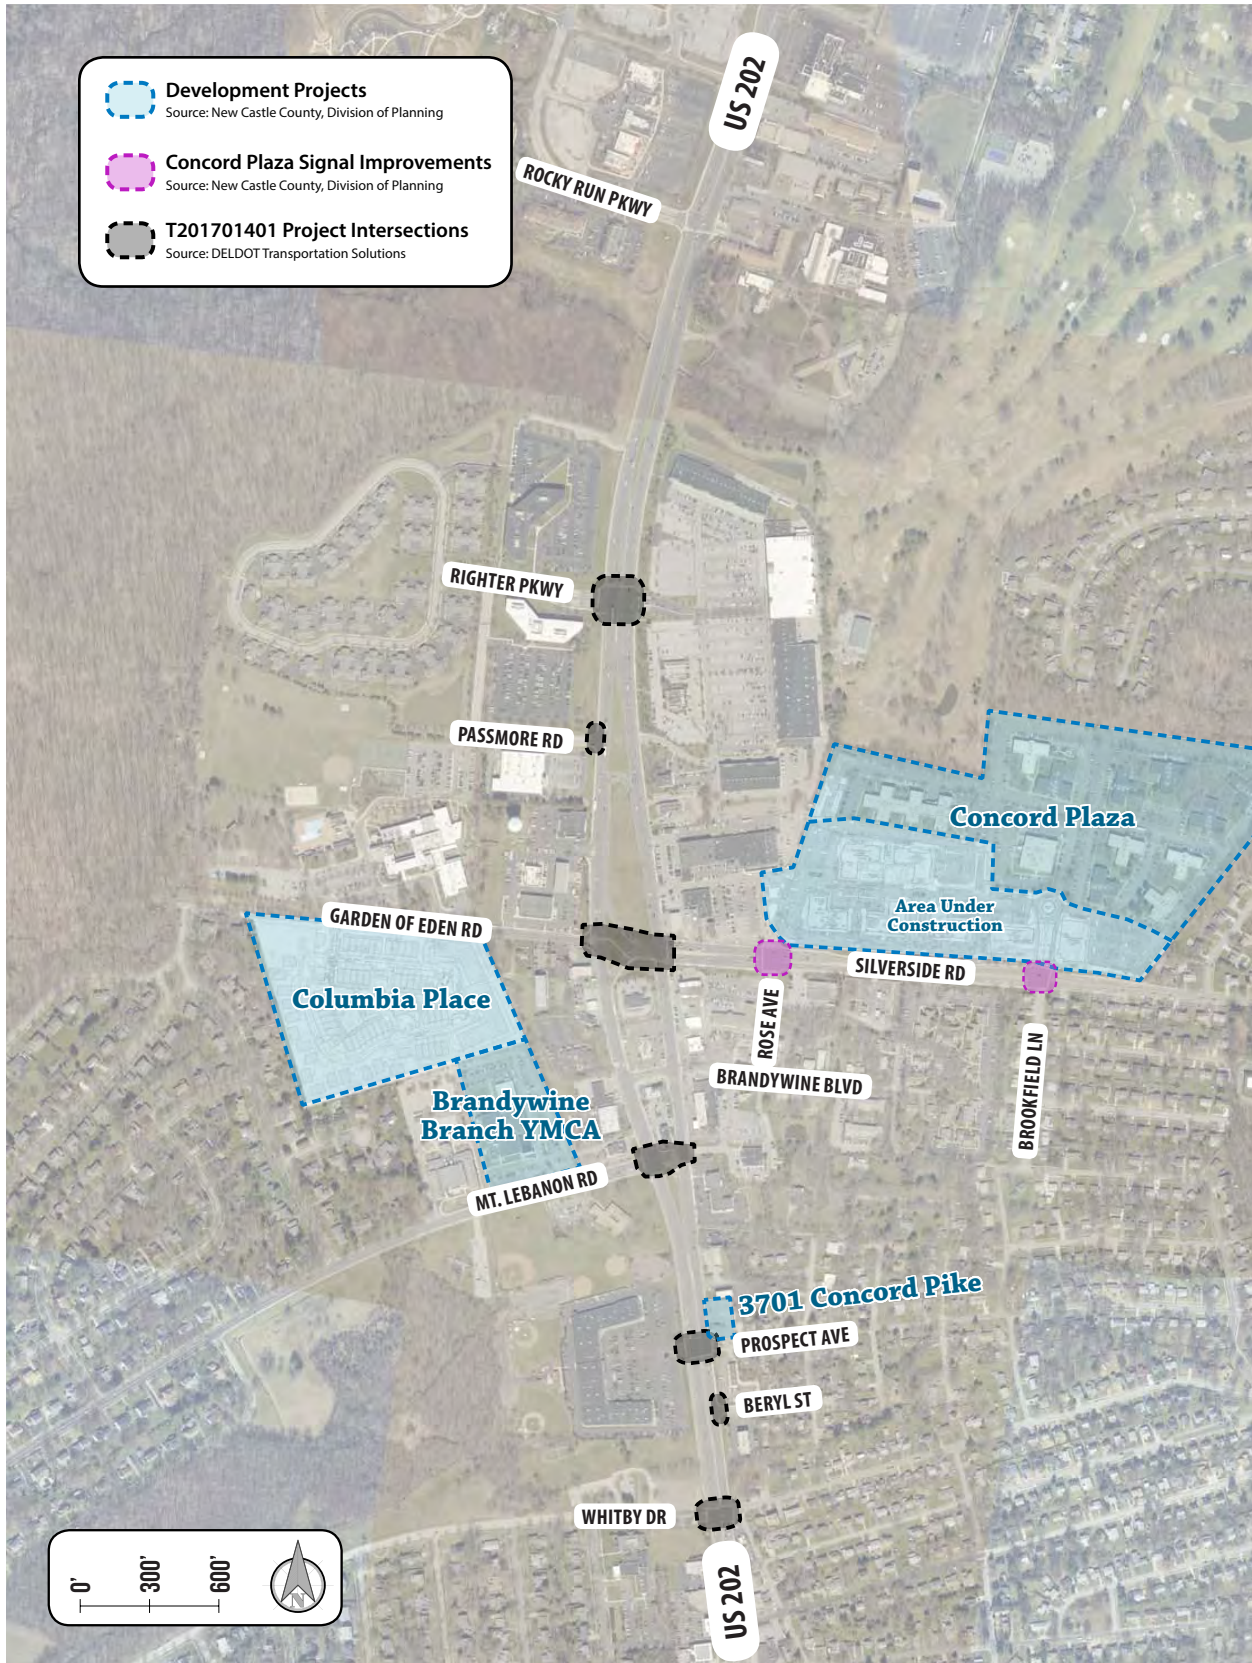 US 202
Development Projects
Source: New Castle County, Division of Planning
Concord Plaza Signal Improvements
Source: New Castle County, Division of Planning
T201701401 Project Intersections
Source: DELDOT Transportation Solutions
ROCKY RUN PKWY
RIGHTER PKWY
PASSMORE RD
Concord Plaza
Area Under
Construction
GARDEN OF EDEN RD
SILVERSIDE RD
Columbia Place
ROSE AVE
BROOKFIELD LN
BRANDYWINE BLVD
Brandywine
Branch YMCA
MT. LEBANON RD
3701 Concord Pike
PROSPECT AVE
BERYL ST
WHITBY DR
0'
300'
600'
N
US 202